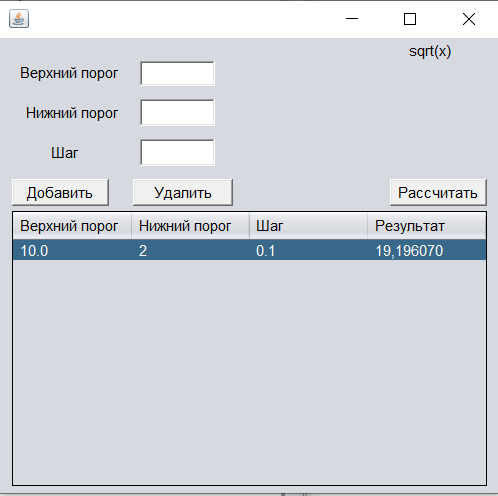 sqrt(x)
Верхний порог
Нижний порог
Шаг
Добавить Удалить Рассчитать
Верхний порог Нижний порог Шаг Результат
10.0 2 0.1 19,196070